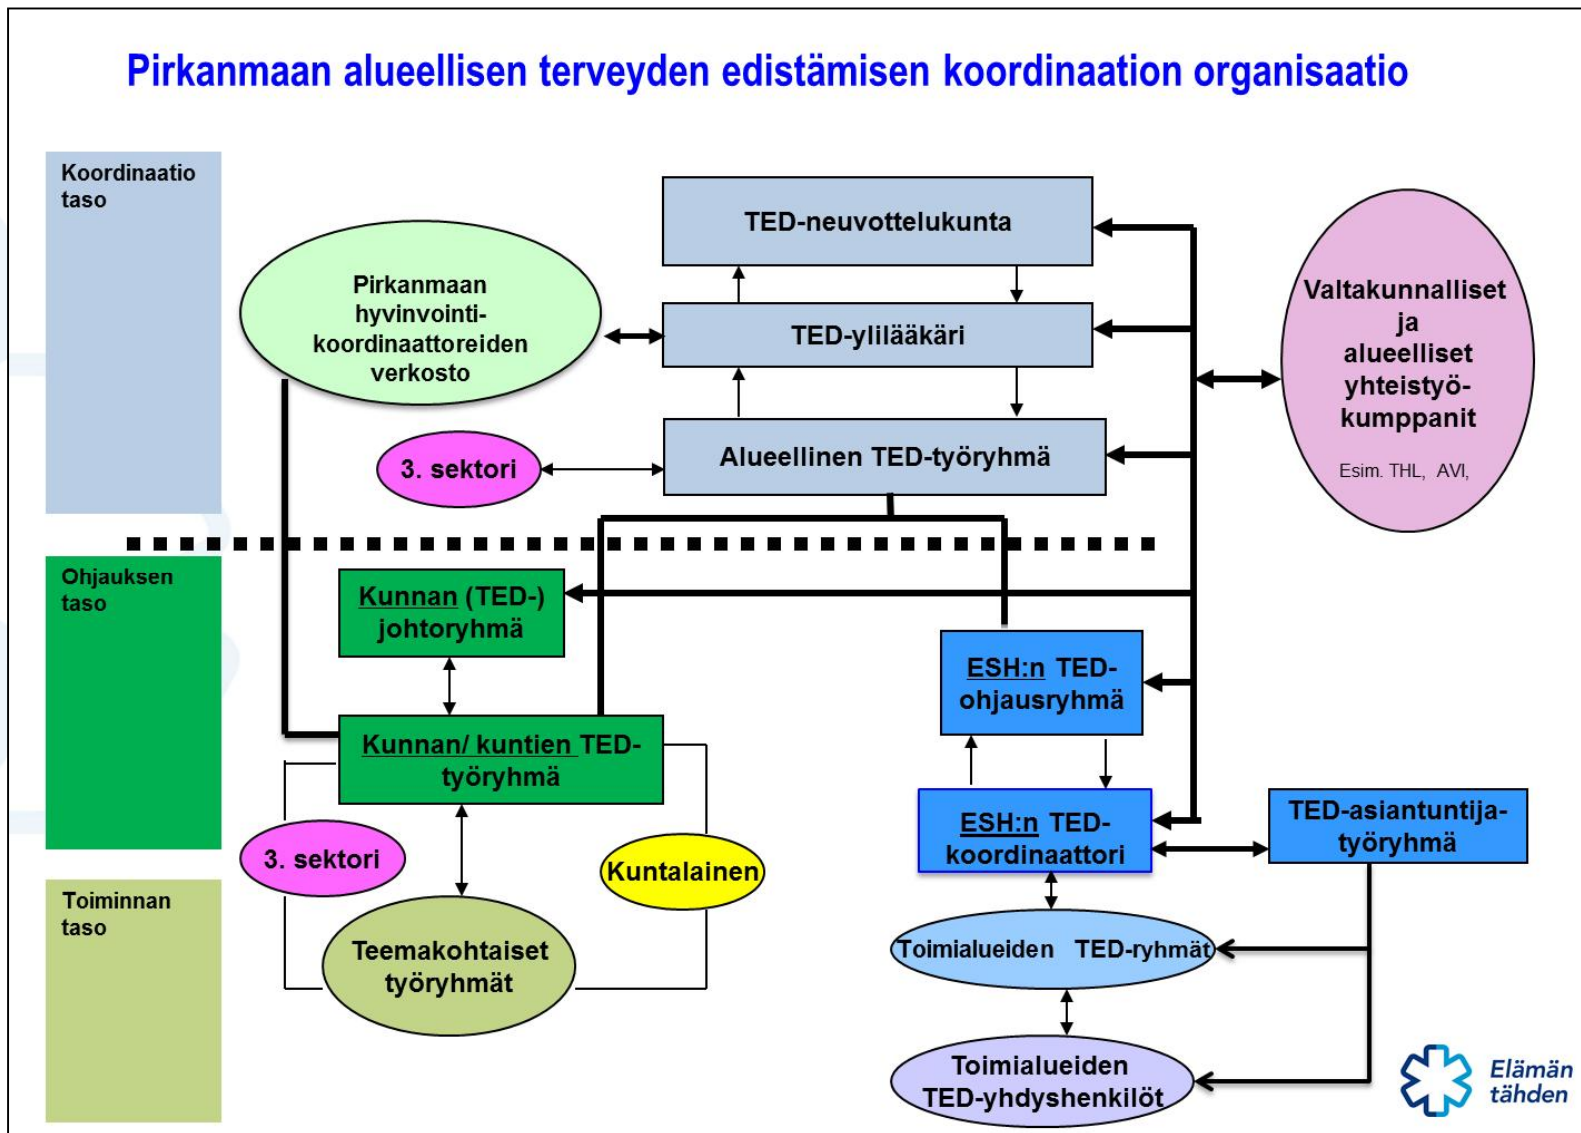 Pirkanmaan alueellisen terveyden edistämisen koordinaation organisaatio
Koordinaatio
taso
TED-neuvottelukunta
Pirkanmaan
hyvinvointi-
koordinaattoreiden
verkosto
TED-ylilääkäri
Valtakunnalliset
ja
alueelliset
yhteistyö-
kumppanit
Esim. THL, AVI,
3. sektori
Alueellinen TED-työryhmä
Ohjauksen
taso
Kunnan (TED-)
johtoryhmä
ESH:n TED-
ohjausryhmä
Kunnan/ kuntien TED-
työryhmä
ESH:n TED-
koordinaattori
TED-asiantuntija-
työryhmä
3. sektori
Kuntalainen
Toiminnan
taso
Teemakohtaiset
työryhmät
Toimialueiden TED-ryhmät
Toimialueiden
TED-yhdyshenkilöt
Elämän
tähden